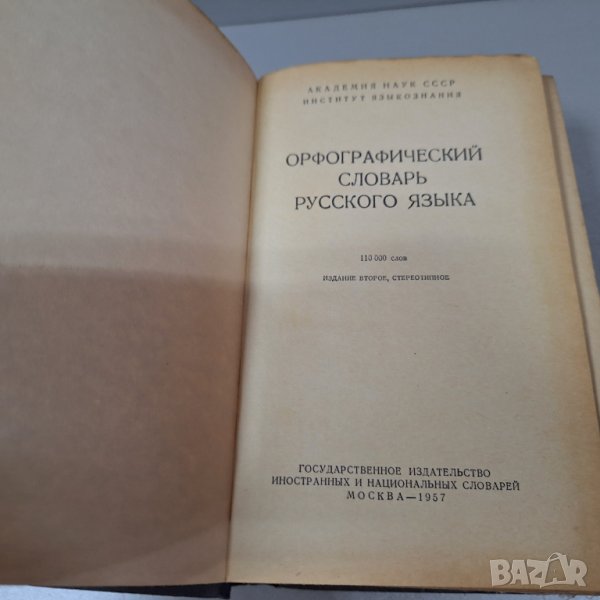 АКАДЕМИЯ НАУК СССР
ИНСТИТУТ ЯЗЫКОЗНАНИЯ
ОРФОГРАФИЧЕСКИЙ
СЛОВАРЬ
РУССКОГО ЯЗЫКА
110 000 слов
ИЗДАНИЕ ВТОРОЕ, СТЕРЕОТИПНОЕ
ГОСУДАРСТВЕННОЕ ИЗДАТЕЛЬСТВО
ИНОСТРАННЫХ И НАЦИОНАЛЬНЫХ СЛОВАРЕЙ
МОСКВА—1957
BAZAR